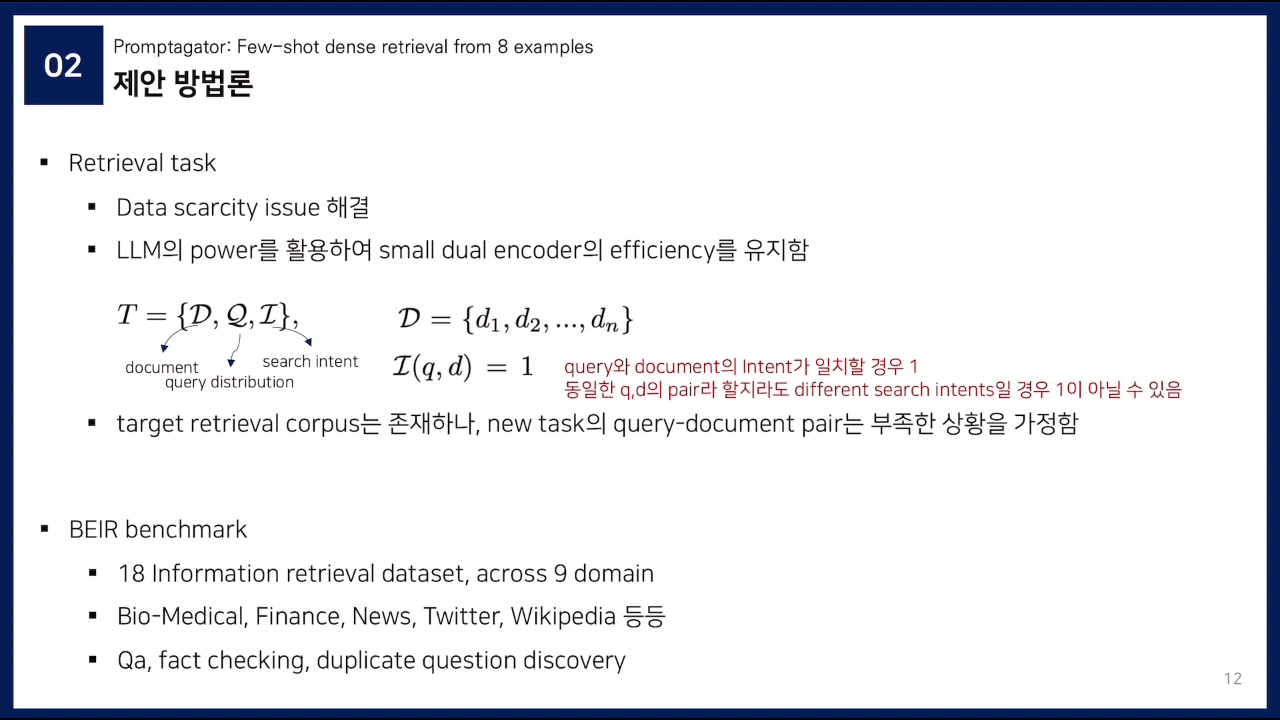 02
Promptagator: Few-shot dense retrieval from 8 examples
제안 방법론
▪ Retrieval task
▪ Data scarcity issue 해결
▪ LLM의 power를 활용하여 small dual encoder의 efficiency를 유지함
T = {𝒟, 𝒬, ℐ},
𝒟 = {d₁, d₂, ..., dₙ}
document
query distribution
search intent
ℐ(q, d) = 1
query와 document의 Intent가 일치할 경우 1
동일한 q,d의 pair라 할지라도 different search intents일 경우 1이 아닐 수 있음
▪ target retrieval corpus는 존재하나, new task의 query-document pair는 부족한 상황을 가정함
▪ BEIR benchmark
▪ 18 Information retrieval dataset, across 9 domain
▪ Bio-Medical, Finance, News, Twitter, Wikipedia 등등
▪ Qa, fact checking, duplicate question discovery
12